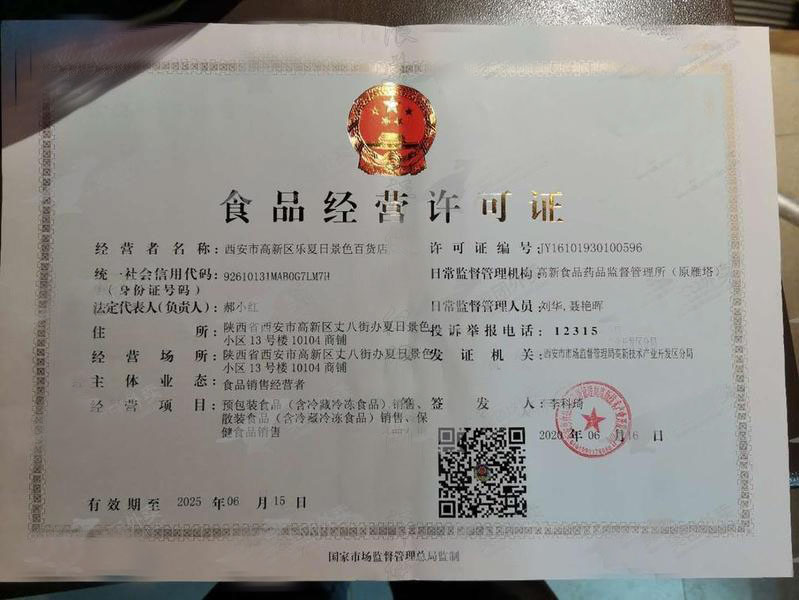 食品经营许可证
经营者名称：西安市高新区乐夏日景色百货店
许可证编号：JY16101930100596
统一社会信用代码：92610131MAB0G7LM7H
（身份证号码）
日常监督管理机构：高新食品药品监督管理所（原雁塔）
法定代表人（负责人）：郝小红
日常监督管理人员：刘华,聂艳晖
住所：陕西省西安市高新区丈八街办夏日景色
小区13号楼10104商铺
投诉举报电话：12315
经营场所：陕西省西安市高新区丈八街办夏日景色
小区13号楼10104商铺
发证机关：西安市市场监督管理局高新技术产业开发区分局
主体业态：食品销售经营者
经营项目：预包装食品（含冷藏冷冻食品）销售、
散装食品（含冷藏冷冻食品）销售、保
健食品销售
签发人：李科琦
2020年06月16日
有效期至 2025年06月15日
国家市场监督管理总局监制